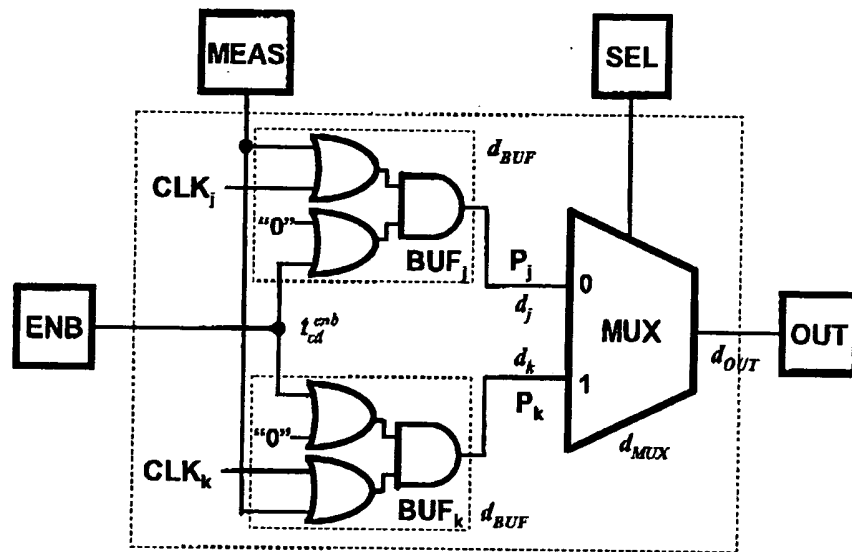 MEAS
SEL
d_BUF
CLK_j
"0"
BUF_j
P_j
0
d_j
ENB
t_cd^enb
MUX
OUT
d_OUT
d_k
1
P_k
"0"
d_MUX
CLK_k
BUF_k
d_BUF